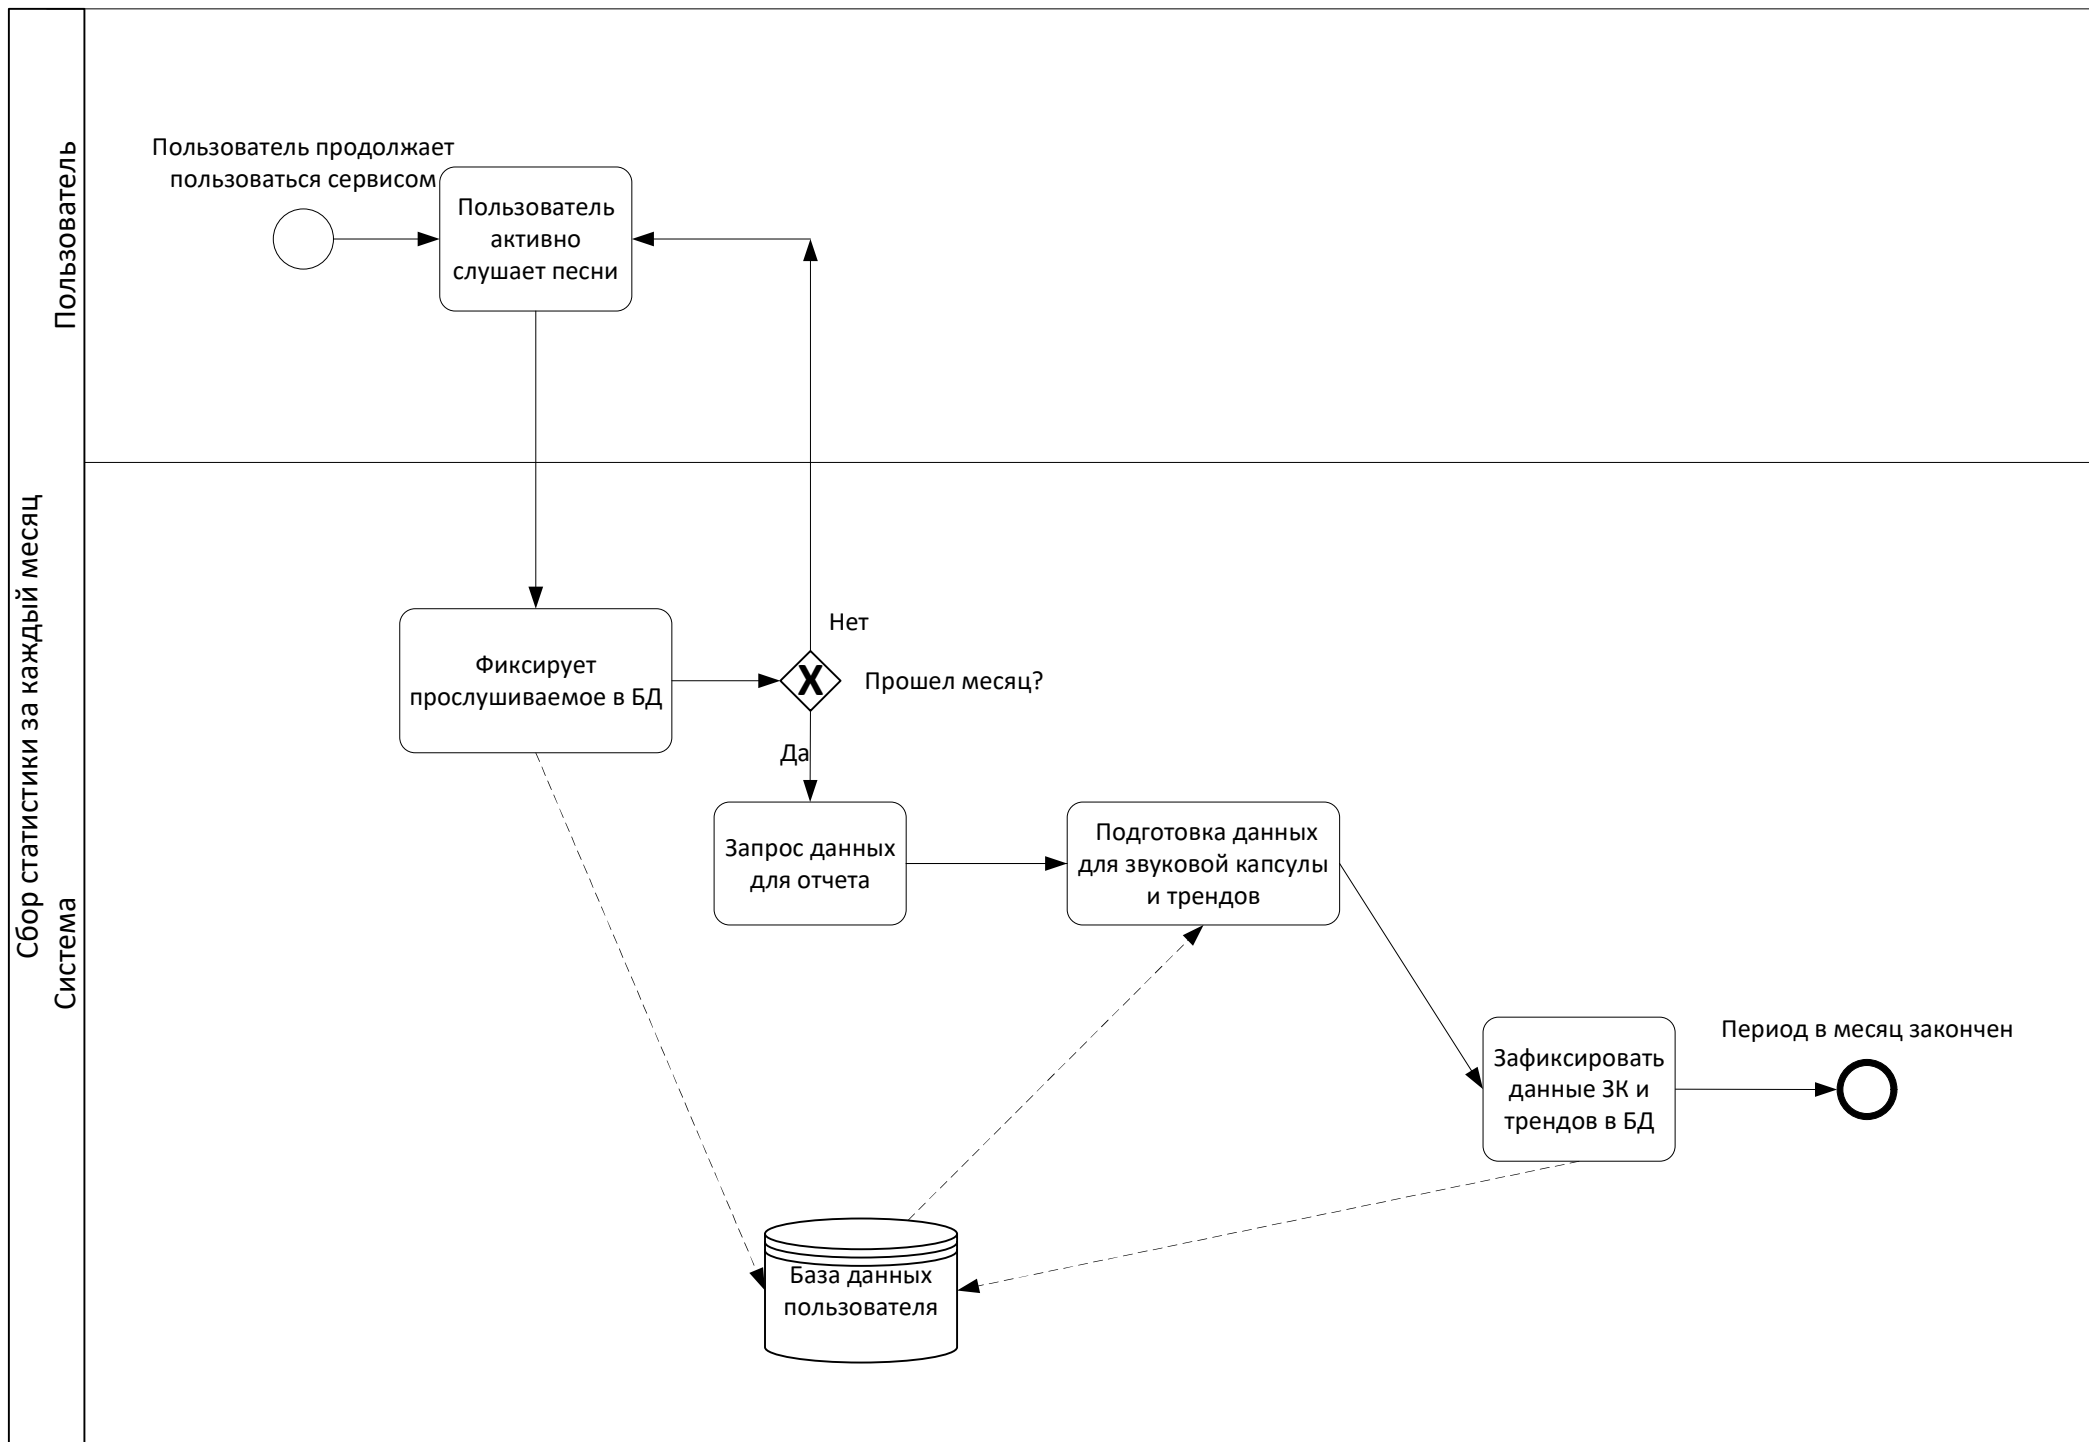 Сбор статистики за каждый месяц
Пользователь
Пользователь продолжает
пользоваться сервисом
Пользователь
активно
слушает песни
Система
Фиксирует
прослушиваемое в БД
Нет
Прошел месяц?
Да
Запрос данных
для отчета
Подготовка данных
для звуковой капсулы
и трендов
Зафиксировать
данные ЗК и
трендов в БД
Период в месяц закончен
База данных
пользователя